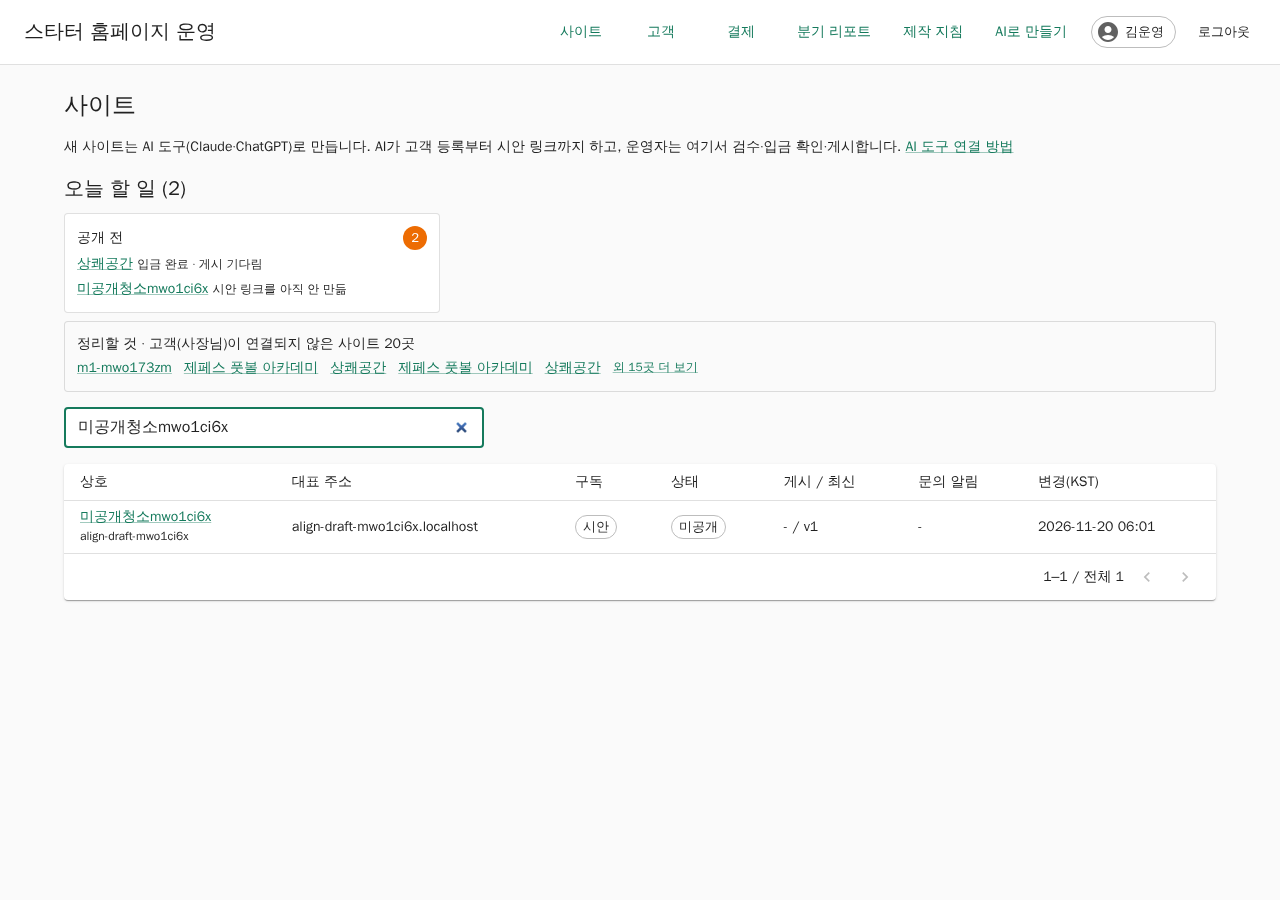 스타터 홈페이지 운영
사이트 고객 결제 분기 리포트 제작 지침 AI로 만들기 김운영 로그아웃
사이트
새 사이트는 AI 도구(Claude·ChatGPT)로 만듭니다. AI가 고객 등록부터 시안 링크까지 하고, 운영자는 여기서 검수·입금 확인·게시합니다. AI 도구 연결 방법
오늘 할 일 (2)
공개 전 2
상쾌공간 입금 완료 · 게시 기다림
미공개청소mwo1ci6x 시안 링크를 아직 안 만듦
정리할 것 · 고객(사장님)이 연결되지 않은 사이트 20곳
m1-mwo173zm 제페스 풋볼 아카데미 상쾌공간 제페스 풋볼 아카데미 상쾌공간 외 15곳 더 보기
미공개청소mwo1ci6x
상호 대표 주소 구독 상태 게시 / 최신 문의 알림 변경(KST)
미공개청소mwo1ci6x
align-draft-mwo1ci6x
align-draft-mwo1ci6x.localhost 시안 미공개 - / v1 - 2026-11-20 06:01
1–1 / 전체 1